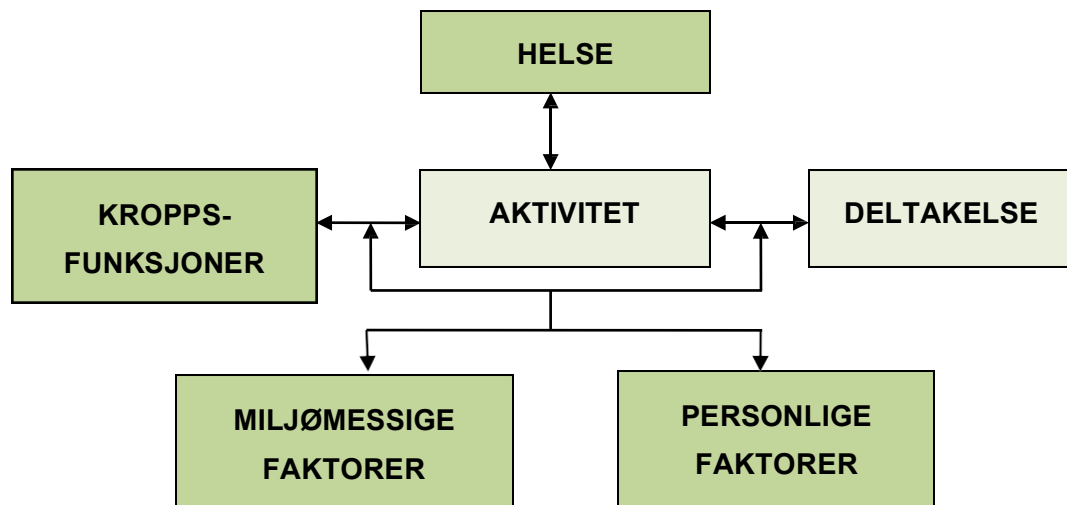 HELSE
KROPPS-
FUNKSJONER
AKTIVITET
DELTAKELSE
MILJØMESSIGE
FAKTORER
PERSONLIGE
FAKTORER